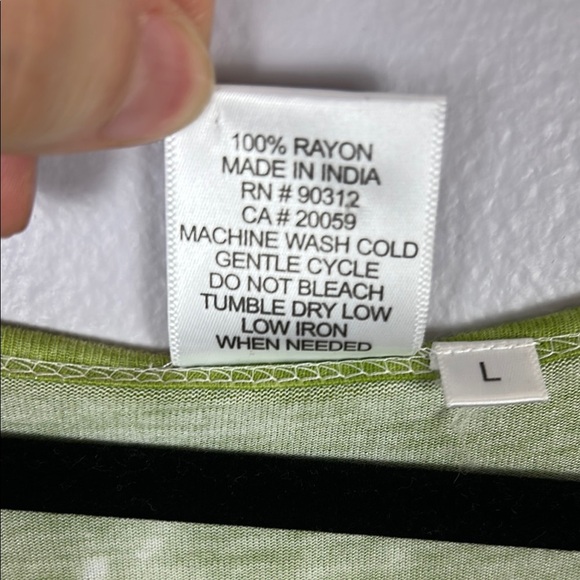 100% RAYON
MADE IN INDIA
RN # 90312
CA # 20059
MACHINE WASH COLD
GENTLE CYCLE
DO NOT BLEACH
TUMBLE DRY LOW
LOW IRON
WHEN NEEDED
L